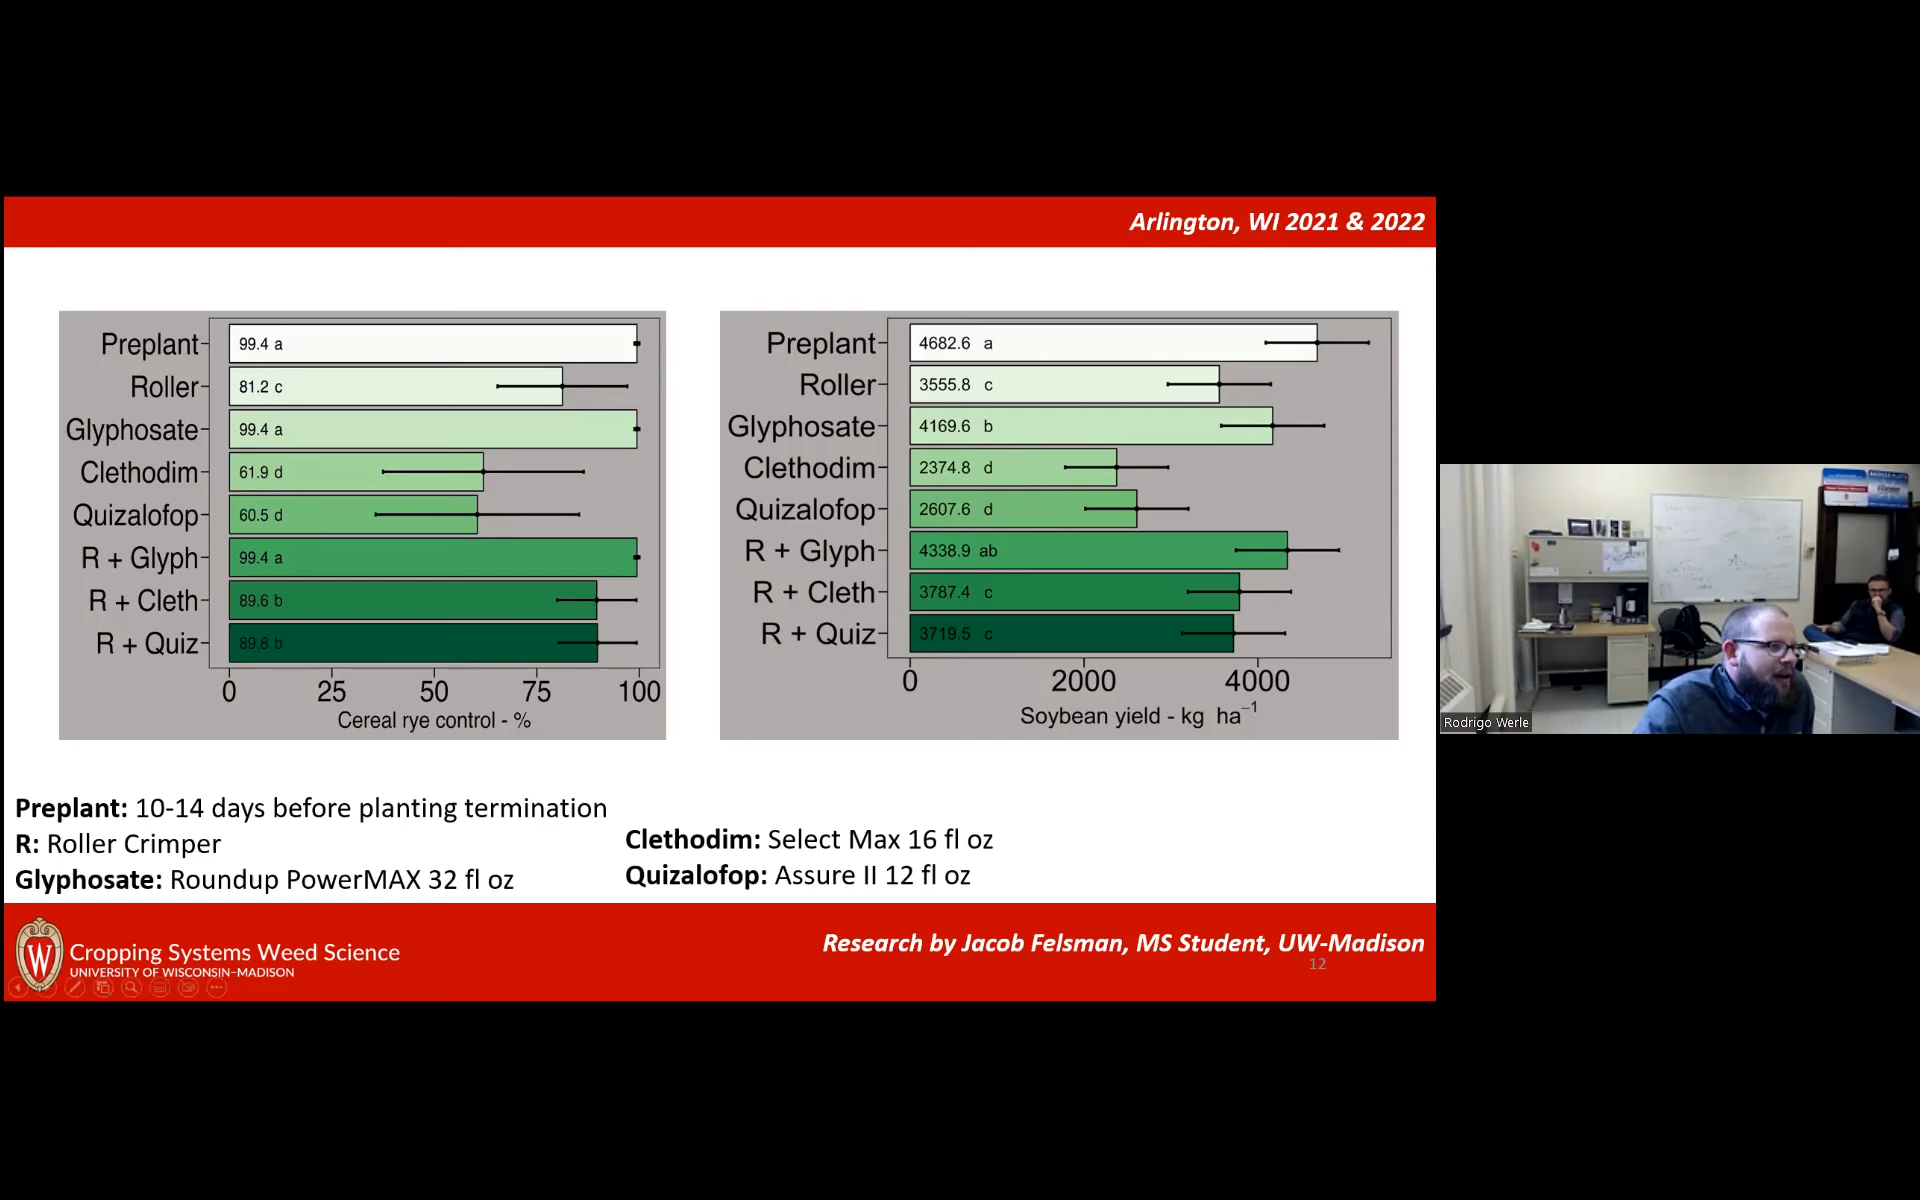 Arlington, WI 2021 & 2022
Preplant
99.4 a
Roller
81.2 c
Glyphosate
99.4 a
Clethodim
61.9 d
Quizalofop
60.5 d
R + Glyph
99.4 a
R + Cleth
89.6 b
R + Quiz
89.8 b
0 25 50 75 100
Cereal rye control - %
Preplant
4682.6 a
Roller
3555.8 c
Glyphosate
4169.6 b
Clethodim
2374.8 d
Quizalofop
2607.6 d
R + Glyph
4338.9 ab
R + Cleth
3787.4 c
R + Quiz
3719.5 c
0 2000 4000
Soybean yield - kg ha⁻¹
Preplant: 10-14 days before planting termination
R: Roller Crimper
Glyphosate: Roundup PowerMAX 32 fl oz
Clethodim: Select Max 16 fl oz
Quizalofop: Assure II 12 fl oz
W
Cropping Systems Weed Science
UNIVERSITY OF WISCONSIN–MADISON
Research by Jacob Felsman, MS Student, UW-Madison
12
Rodrigo Werle